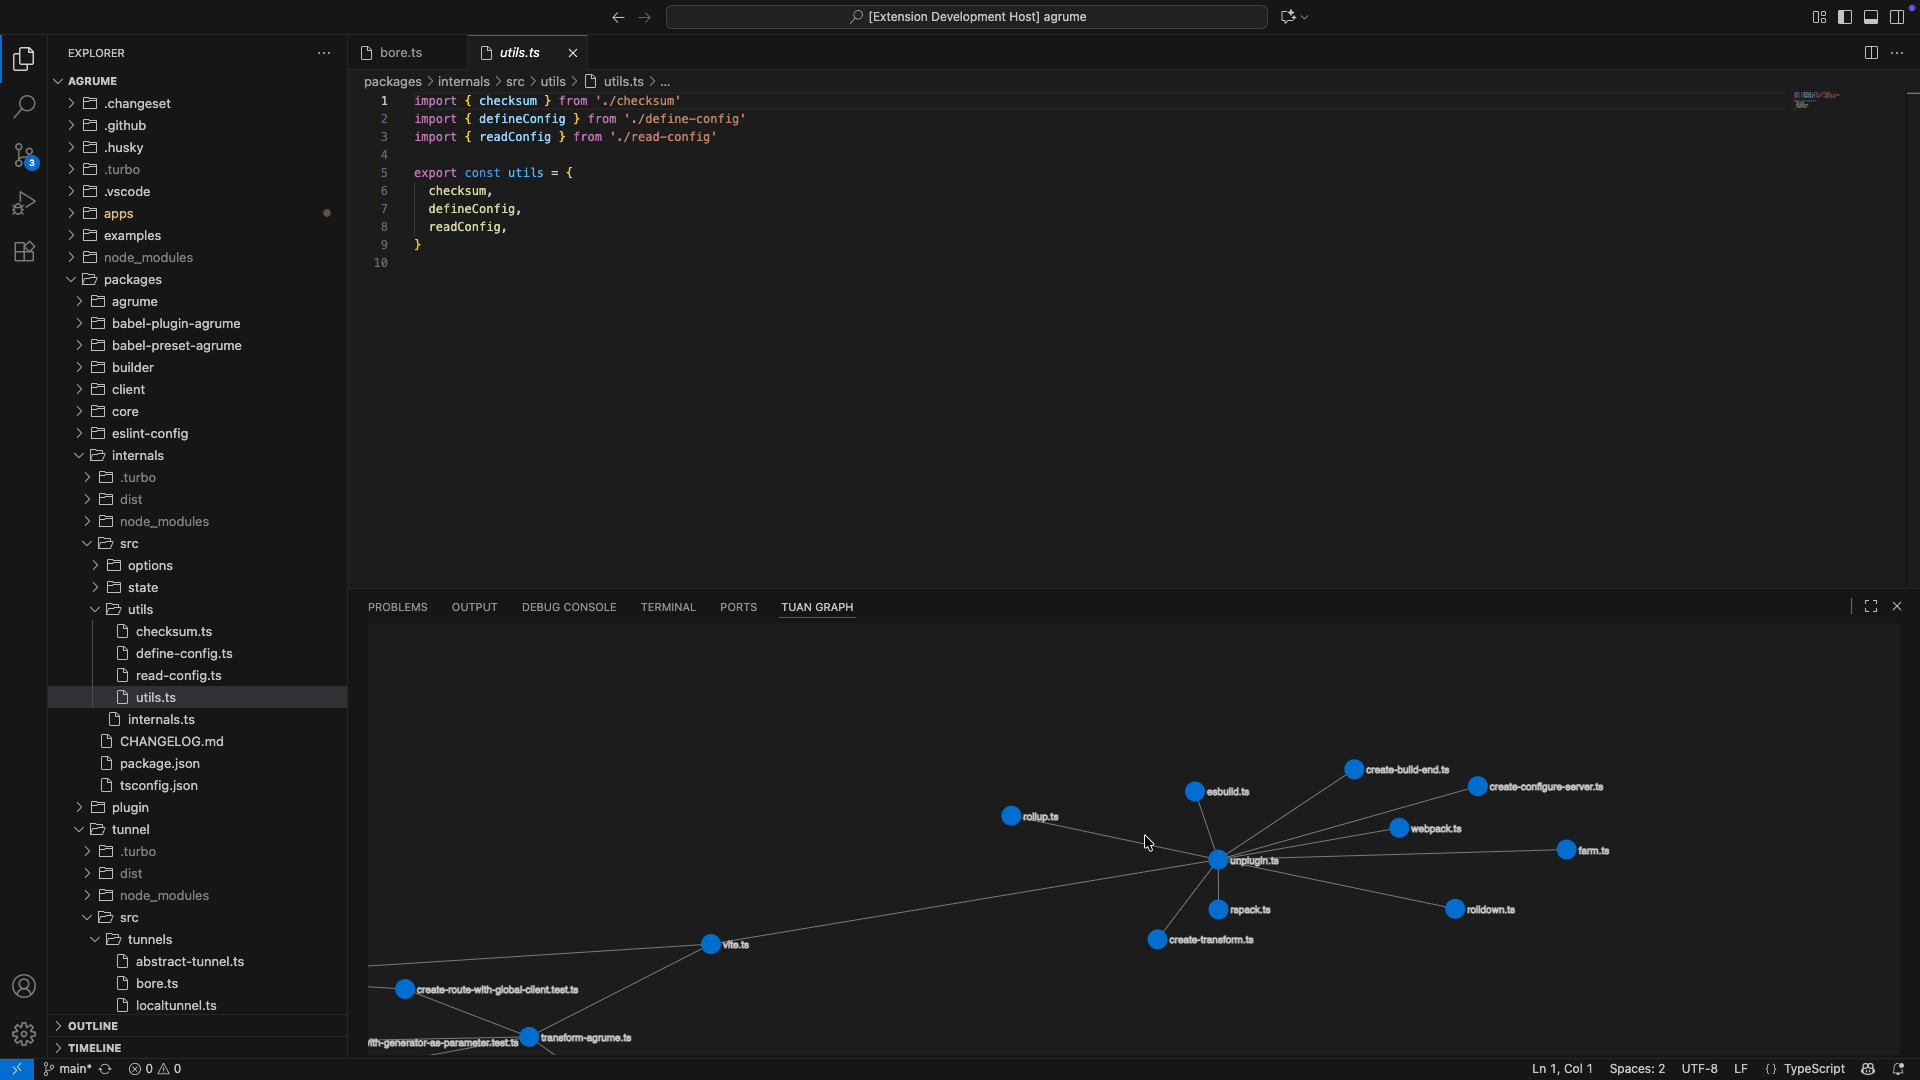 [Extension Development Host] agrume
EXPLORER
AGRUME
.changeset
.github
.husky
.turbo
.vscode
apps
examples
node_modules
packages
agrume
babel-plugin-agrume
babel-preset-agrume
builder
client
core
eslint-config
internals
.turbo
dist
node_modules
src
options
state
utils
checksum.ts
define-config.ts
read-config.ts
utils.ts
internals.ts
CHANGELOG.md
package.json
tsconfig.json
plugin
tunnel
.turbo
dist
node_modules
src
tunnels
abstract-tunnel.ts
bore.ts
localtunnel.ts
OUTLINE
TIMELINE
3
bore.ts
utils.ts
packages > internals > src > utils > utils.ts > ...
1 import { checksum } from './checksum'
2 import { defineConfig } from './define-config'
3 import { readConfig } from './read-config'
4
5 export const utils = {
6 checksum,
7 defineConfig,
8 readConfig,
9 }
10
PROBLEMS OUTPUT DEBUG CONSOLE TERMINAL PORTS TUAN GRAPH
create-build-end.ts
create-configure-server.ts
esbuild.ts
rollup.ts
webpack.ts
farm.ts
unplugin.ts
rspack.ts
rolldown.ts
create-transform.ts
vite.ts
create-route-with-global-client.test.ts
transform-agrume.ts
ith-generator-as-parameter.test.ts
main* 0 0
Ln 1, Col 1 Spaces: 2 UTF-8 LF {} TypeScript